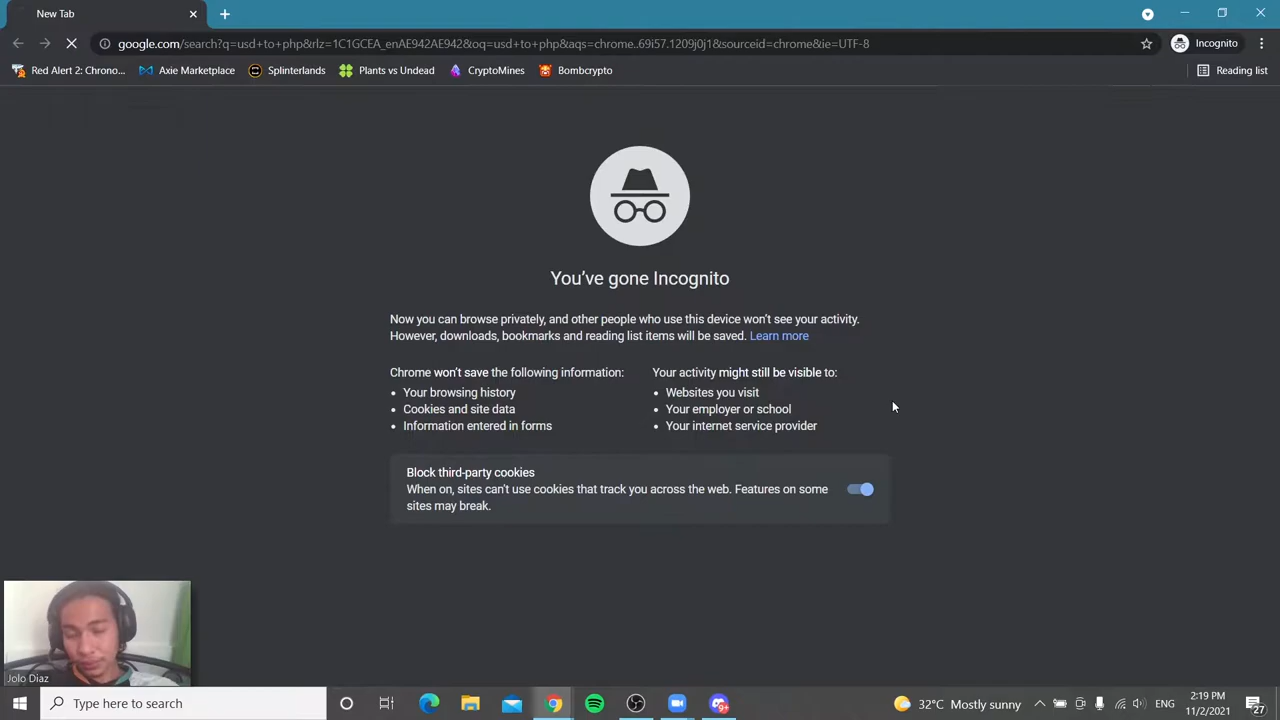 New Tab
google.com/search?q=usd+to+php&rlz=1C1GCEA_enAE942AE942&oq=usd+to+php&aqs=chrome..69i57.1209j0j1&sourceid=chrome&ie=UTF-8
Incognito
Red Alert 2: Chrono...
Axie Marketplace
Splinterlands
Plants vs Undead
CryptoMines
Bombcrypto
Reading list
You've gone Incognito
Now you can browse privately, and other people who use this device won't see your activity.
However, downloads, bookmarks and reading list items will be saved. Learn more
Chrome won't save the following information:
• Your browsing history
• Cookies and site data
• Information entered in forms
Your activity might still be visible to:
• Websites you visit
• Your employer or school
• Your internet service provider
Block third-party cookies
When on, sites can't use cookies that track you across the web. Features on some
sites may break.
Jolo Diaz
Type here to search
9+
32°C Mostly sunny
ENG
2:19 PM
11/2/2021
27